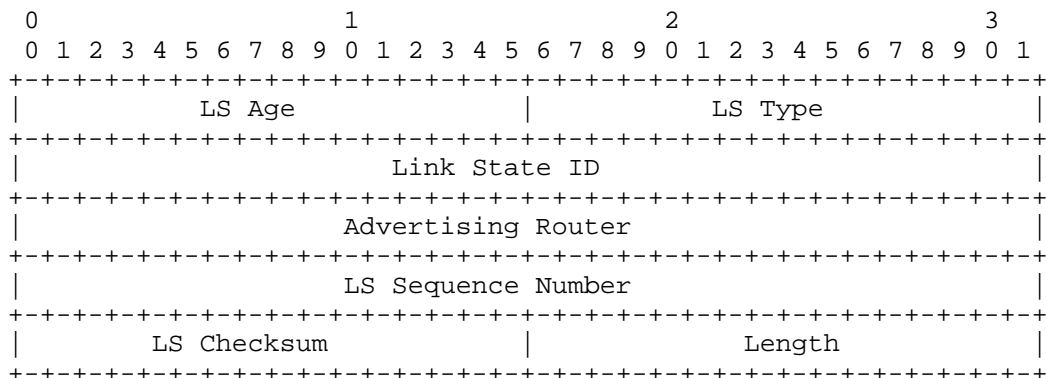 0                   1                   2                   3
 0 1 2 3 4 5 6 7 8 9 0 1 2 3 4 5 6 7 8 9 0 1 2 3 4 5 6 7 8 9 0 1
+-+-+-+-+-+-+-+-+-+-+-+-+-+-+-+-+-+-+-+-+-+-+-+-+-+-+-+-+-+-+-+-+
|           LS Age              |           LS Type             |
+-+-+-+-+-+-+-+-+-+-+-+-+-+-+-+-+-+-+-+-+-+-+-+-+-+-+-+-+-+-+-+-+
|                       Link State ID                           |
+-+-+-+-+-+-+-+-+-+-+-+-+-+-+-+-+-+-+-+-+-+-+-+-+-+-+-+-+-+-+-+-+
|                    Advertising Router                         |
+-+-+-+-+-+-+-+-+-+-+-+-+-+-+-+-+-+-+-+-+-+-+-+-+-+-+-+-+-+-+-+-+
|                    LS Sequence Number                         |
+-+-+-+-+-+-+-+-+-+-+-+-+-+-+-+-+-+-+-+-+-+-+-+-+-+-+-+-+-+-+-+-+
|        LS Checksum            |             Length            |
+-+-+-+-+-+-+-+-+-+-+-+-+-+-+-+-+-+-+-+-+-+-+-+-+-+-+-+-+-+-+-+-+